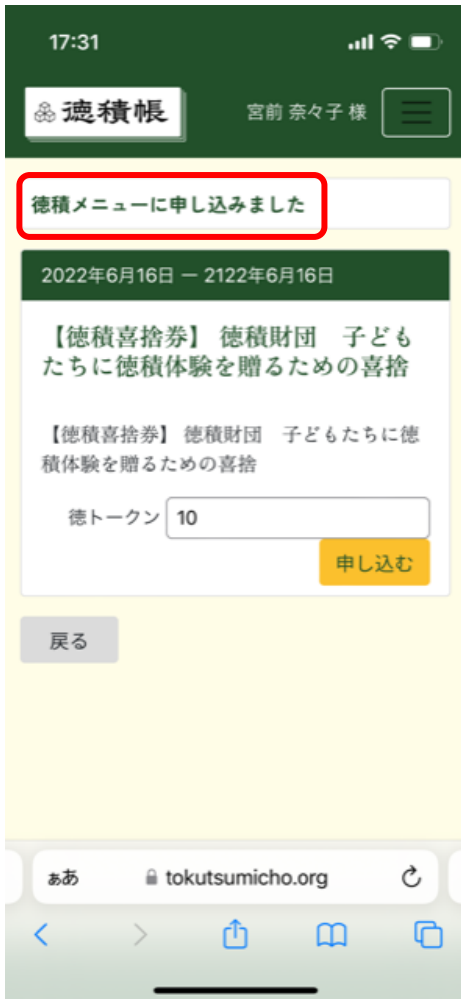 17:31
徳積帳
宮前 奈々子 様
徳積メニューに申し込みました
2022年6月16日 ー 2122年6月16日
【徳積喜捨券】 徳積財団　子ども
たちに徳積体験を贈るための喜捨
【徳積喜捨券】 徳積財団　子どもたちに徳
積体験を贈るための喜捨
徳トークン 10
申し込む
戻る
ぁあ tokutsumicho.org